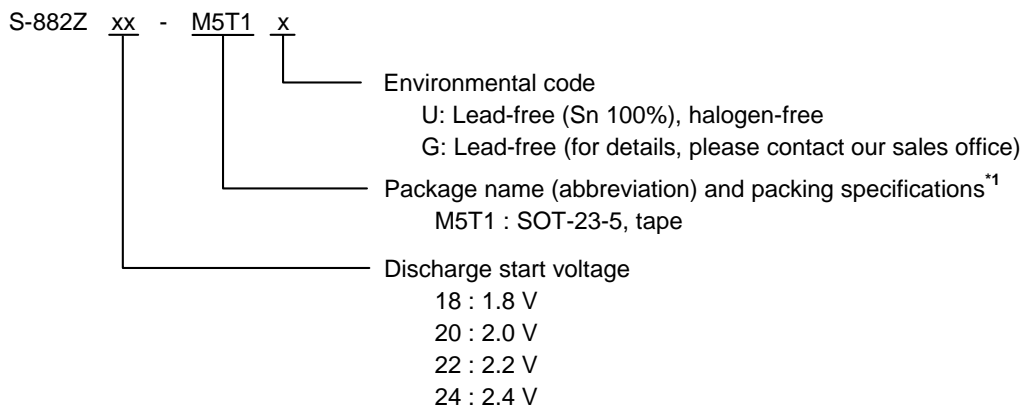 S-882Z xx - M5T1 x
Environmental code
U: Lead-free (Sn 100%), halogen-free
G: Lead-free (for details, please contact our sales office)
Package name (abbreviation) and packing specifications*1
M5T1 : SOT-23-5, tape
Discharge start voltage
18 : 1.8 V
20 : 2.0 V
22 : 2.2 V
24 : 2.4 V